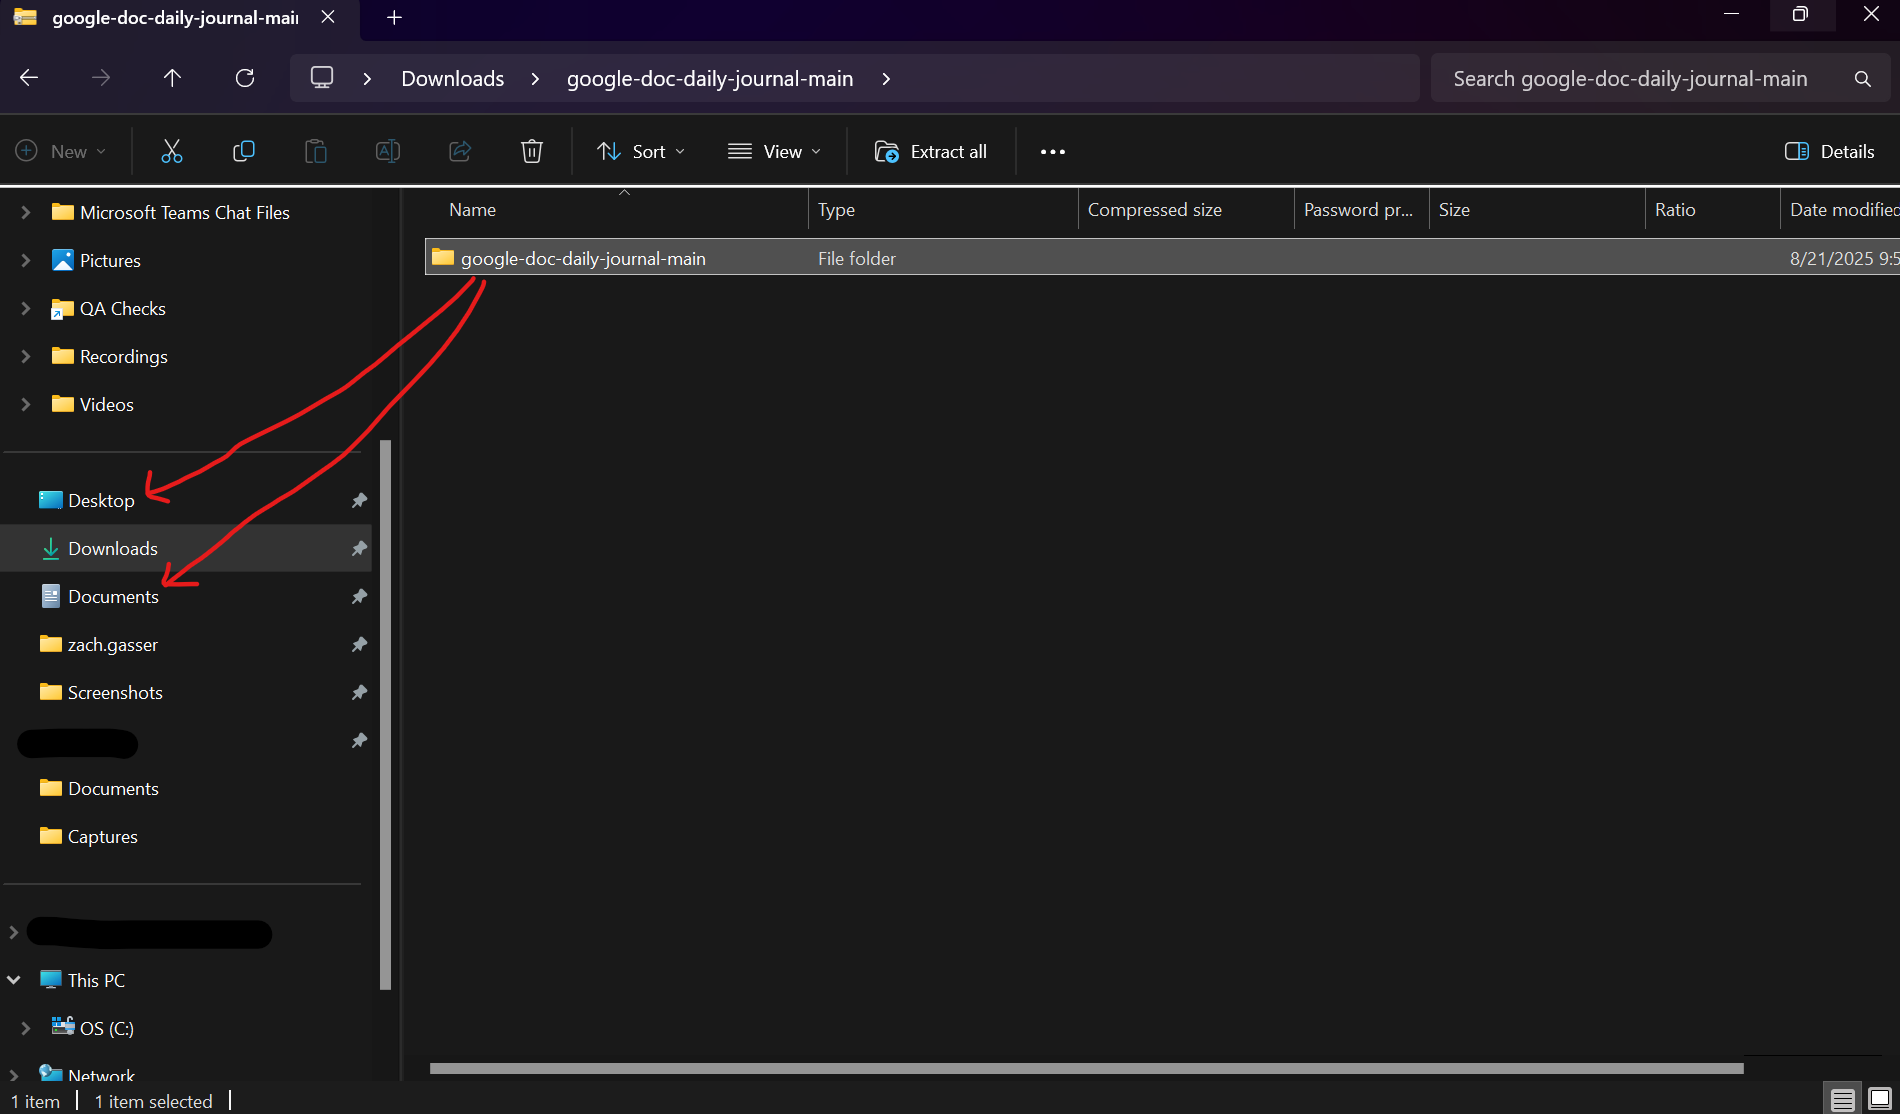 google-doc-daily-journal-mai
Downloads
google-doc-daily-journal-main
Search google-doc-daily-journal-main
New
Sort
View
Extract all
Details
Name
Type
Compressed size
Password pr...
Size
Ratio
Date modified
google-doc-daily-journal-main
File folder
8/21/2025 9:5
Microsoft Teams Chat Files
Pictures
QA Checks
Recordings
Videos
Desktop
Downloads
Documents
zach.gasser
Screenshots
Documents
Captures
This PC
OS (C:)
Network
1 item
1 item selected